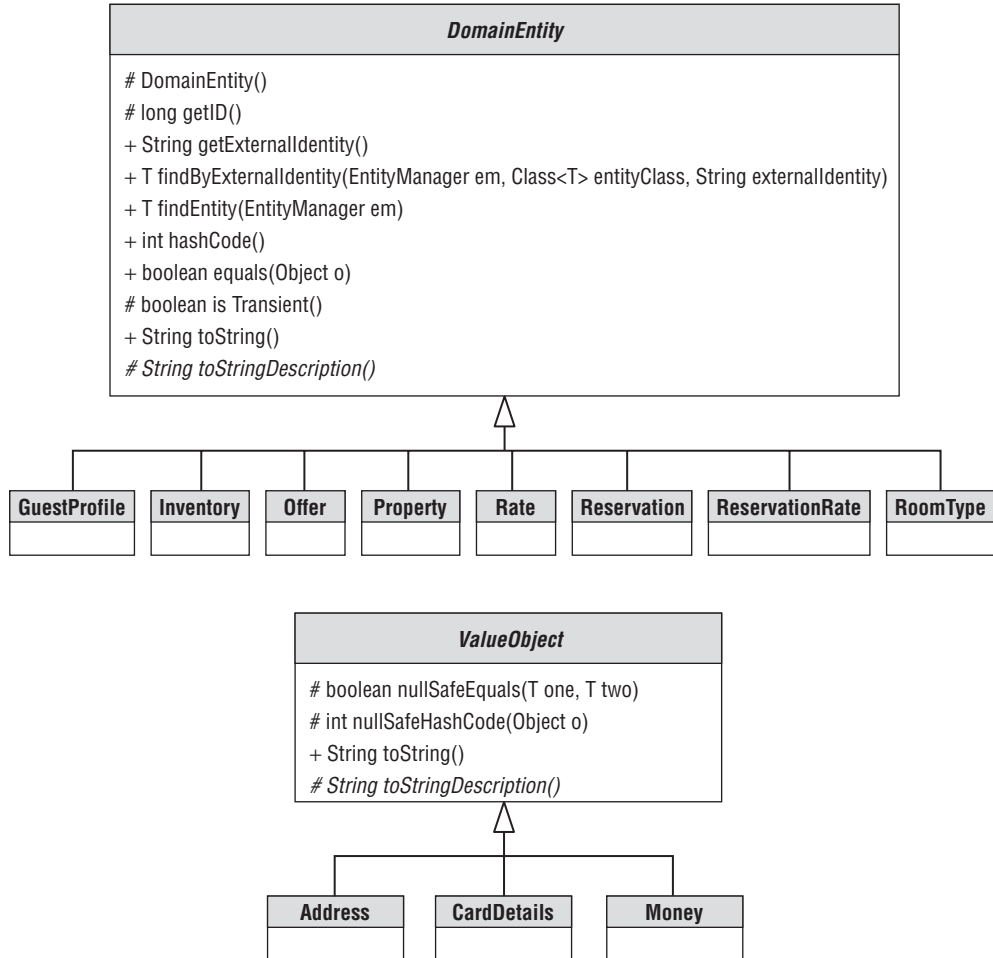 DomainEntity
# DomainEntity()
# long getID()
+ String getExternalIdentity()
+ T findByExternalIdentity(EntityManager em, Class<T> entityClass, String externalIdentity)
+ T findEntity(EntityManager em)
+ int hashCode()
+ boolean equals(Object o)
# boolean is Transient()
+ String toString()
# String toStringDescription()
GuestProfile Inventory Offer Property Rate Reservation ReservationRate RoomType
ValueObject
# boolean nullSafeEquals(T one, T two)
# int nullSafeHashCode(Object o)
+ String toString()
# String toStringDescription()
Address CardDetails Money